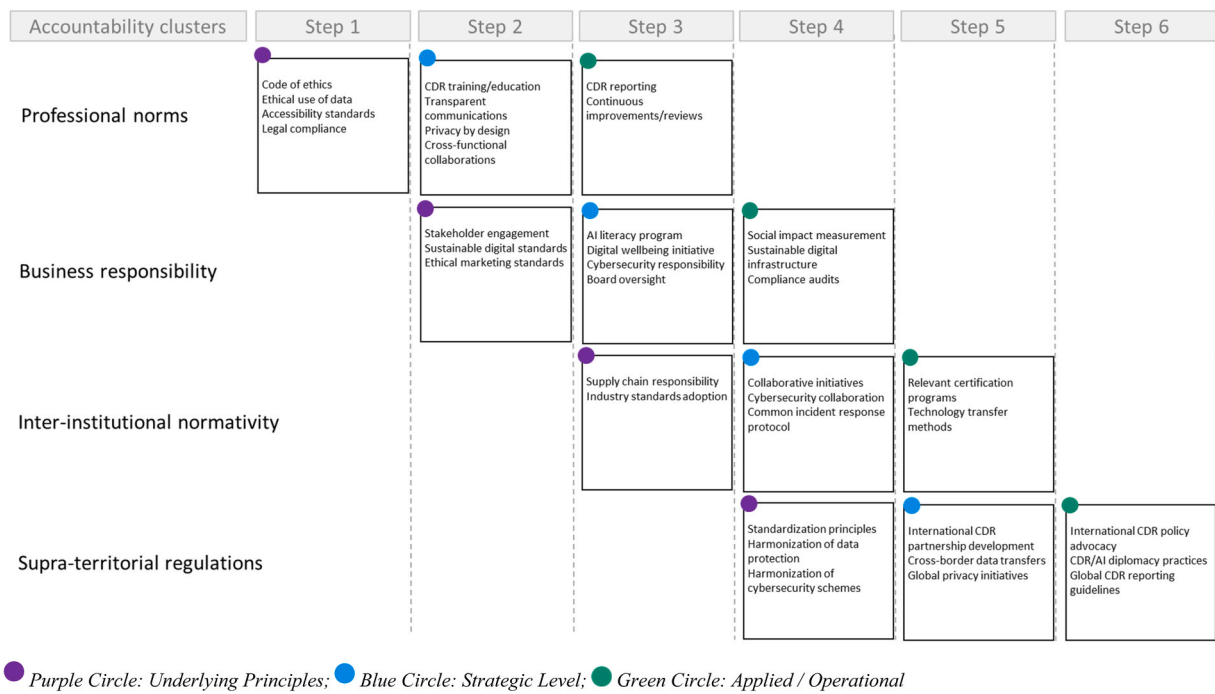 Accountability clusters
Step 1
Step 2
Step 3
Step 4
Step 5
Step 6
Professional norms
Code of ethics
Ethical use of data
Accessibility standards
Legal compliance
CDR training/education
Transparent
communications
Privacy by design
Cross-functional
collaborations
CDR reporting
Continuous
improvements/reviews
Business responsibility
Stakeholder engagement
Sustainable digital standards
Ethical marketing standards
AI literacy program
Digital wellbeing initiative
Cybersecurity responsibility
Board oversight
Social impact measurement
Sustainable digital
infrastructure
Compliance audits
Inter-institutional normativity
Supply chain responsibility
Industry standards adoption
Collaborative initiatives
Cybersecurity collaboration
Common incident response
protocol
Relevant certification
programs
Technology transfer
methods
Supra-territorial regulations
Standardization principles
Harmonization of data
protection
Harmonization of
cybersecurity schemes
International CDR
partnership development
Cross-border data transfers
Global privacy initiatives
International CDR policy
advocacy
CDR/AI diplomacy practices
Global CDR reporting
guidelines
Purple Circle: Underlying Principles; Blue Circle: Strategic Level; Green Circle: Applied / Operational